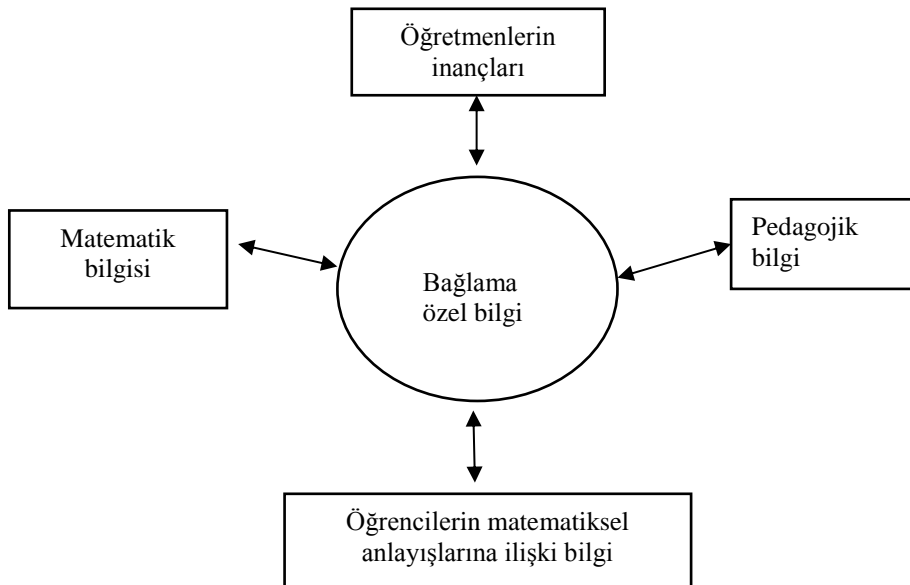 Öğretmenlerin
inançları
Matematik
bilgisi
Bağlama
özel bilgi
Pedagojik
bilgi
Öğrencilerin matematiksel
anlayışlarına ilişki bilgi